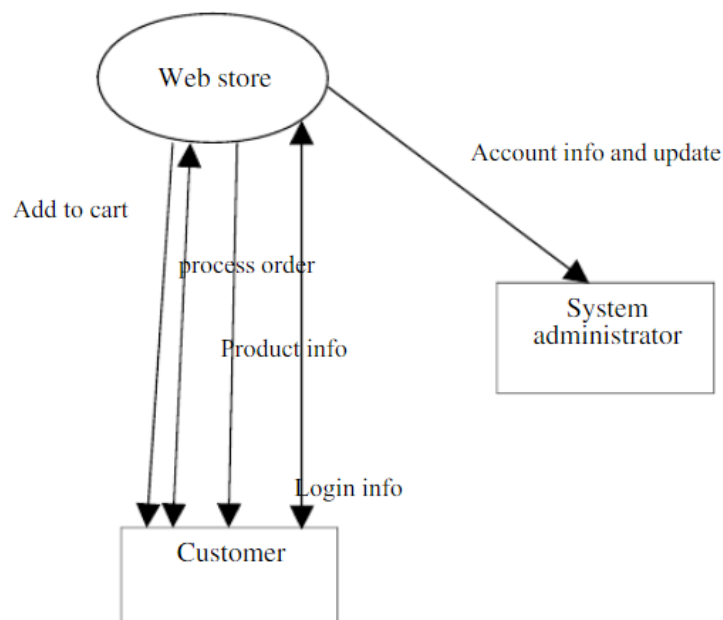 Web store
Account info and update
Add to cart
process order
System
administrator
Product info
Login info
Customer